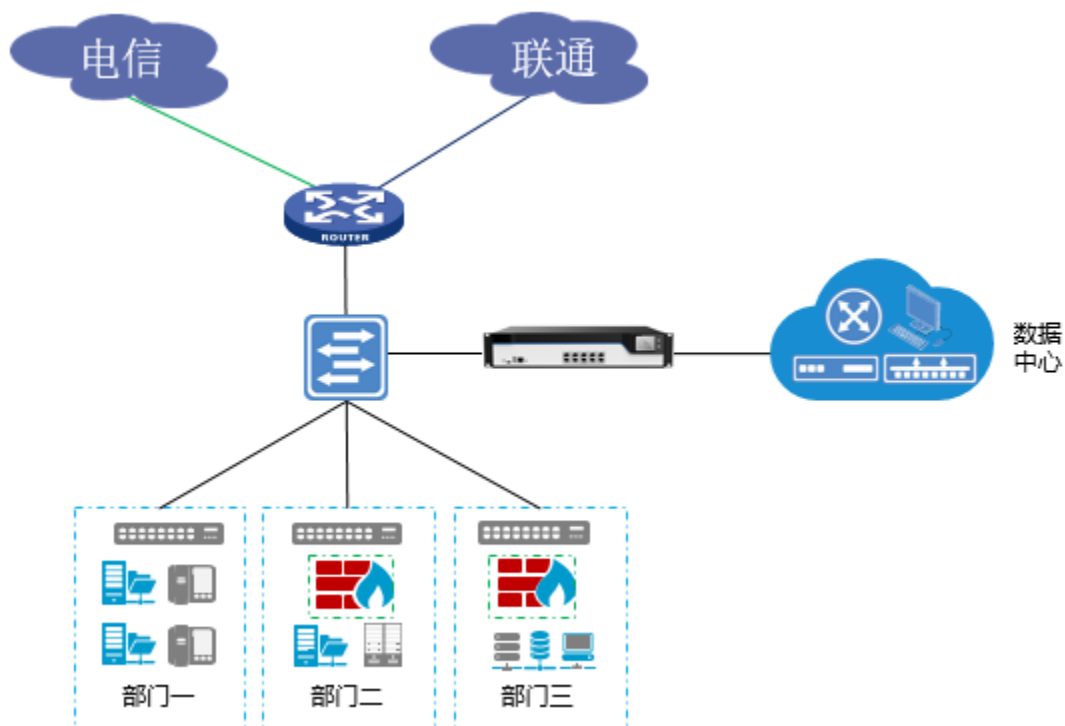 电信
联通
ROUTER
数据
中心
部门一
部门二
部门三